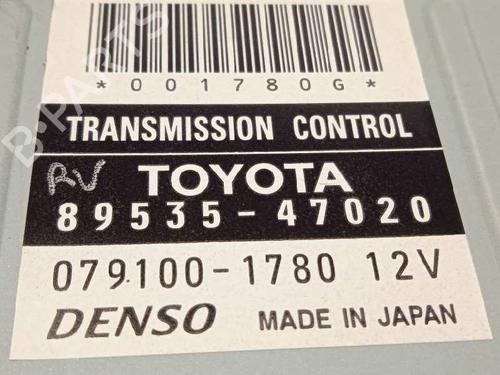 *001780G*
TRANSMISSION CONTROL
RV TOYOTA
89535-47020
079100-1780 12V
DENSO MADE IN JAPAN
B-PARTS